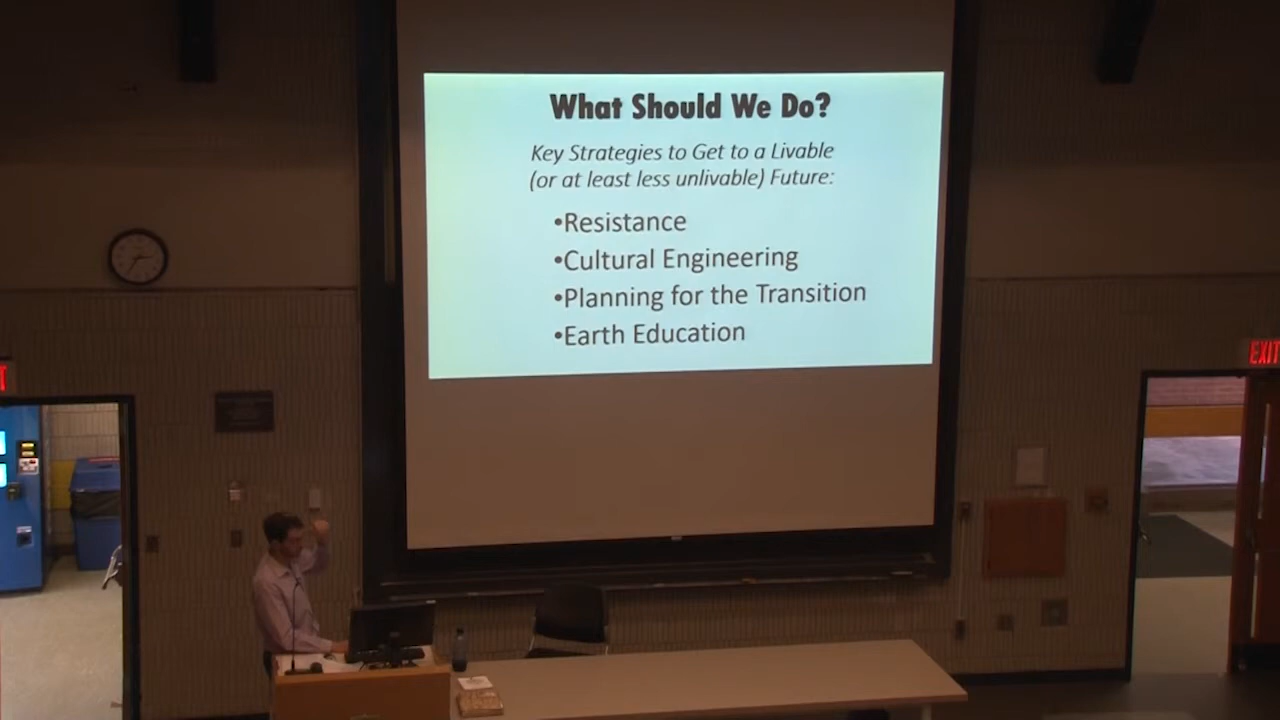 What Should We Do?
Key Strategies to Get to a Livable
(or at least less unlivable) Future:
•Resistance
•Cultural Engineering
•Planning for the Transition
•Earth Education
EXIT